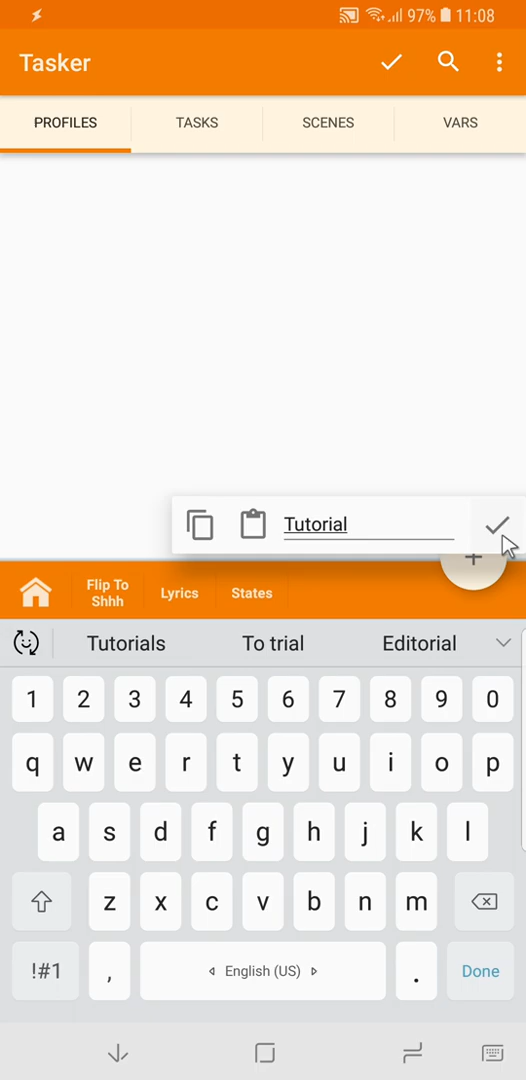 97% 11:08
Tasker
PROFILES TASKS SCENES VARS
Tutorial
+
Flip To
Shhh
Lyrics States
Tutorials To trial Editorial
1 2 3 4 5 6 7 8 9 0
q w e r t y u i o p
a s d f g h j k l
z x c v b n m
!#1 , English (US) . Done